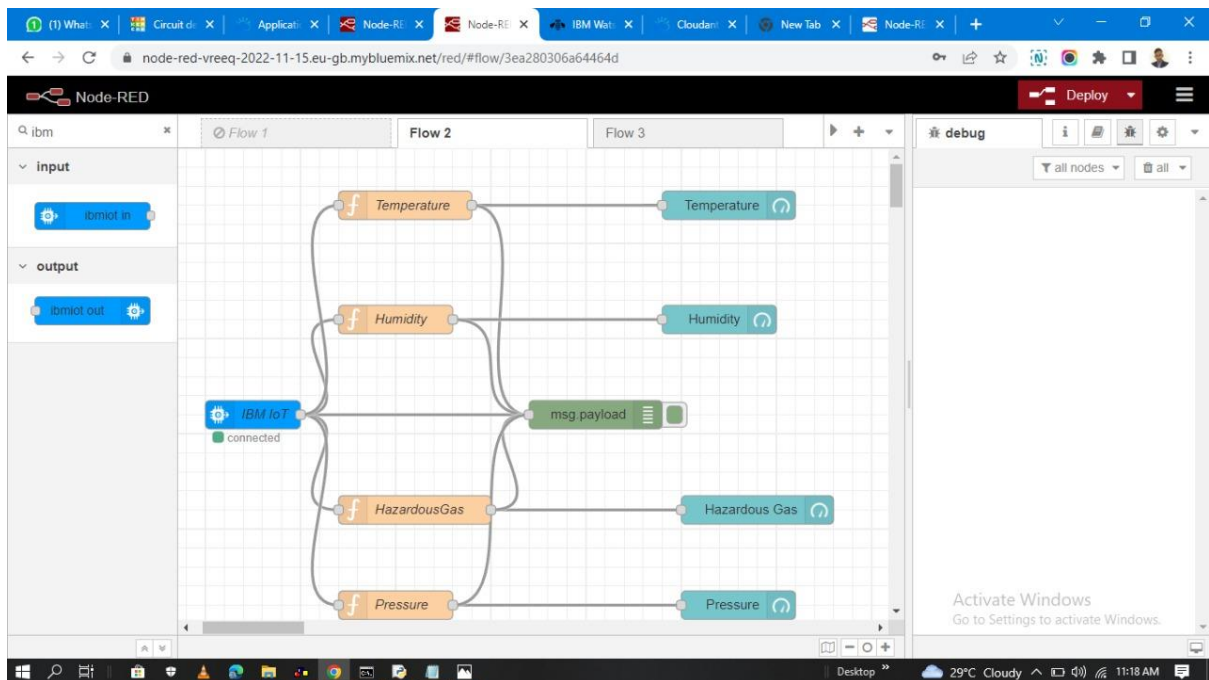 (1) What
Circuit de
Applicatio
Node-RE
Node-RE
IBM Wats
Cloudant
New Tab
Node-RE
node-red-vreeq-2022-11-15.eu-gb.mybluemix.net/red/#flow/3ea280306a64464d
Node-RED
Deploy
ibm
Flow 1
Flow 2
Flow 3
debug
i
all nodes
all
input
ibmiot in
output
ibmiot out
f Temperature
Temperature
f Humidity
Humidity
IBM IoT
connected
msg.payload
f HazardousGas
Hazardous Gas
f Pressure
Pressure
Activate Windows
Go to Settings to activate Windows.
Desktop
29°C Cloudy
11:18 AM